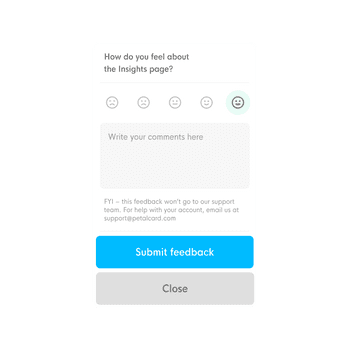 How do you feel about
the Insights page?
Write your comments here
FYI – this feedback won't go to our support
team. For help with your account, email us at
support@petalcard.com
Submit feedback
Close